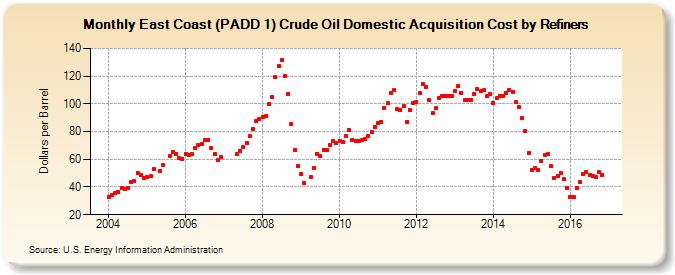 Monthly East Coast (PADD 1) Crude Oil Domestic Acquisition Cost by Refiners
Dollars per Barrel
140
120
100
80
60
40
20
2004 2006 2008 2010 2012 2014 2016
Source: U.S. Energy Information Administration